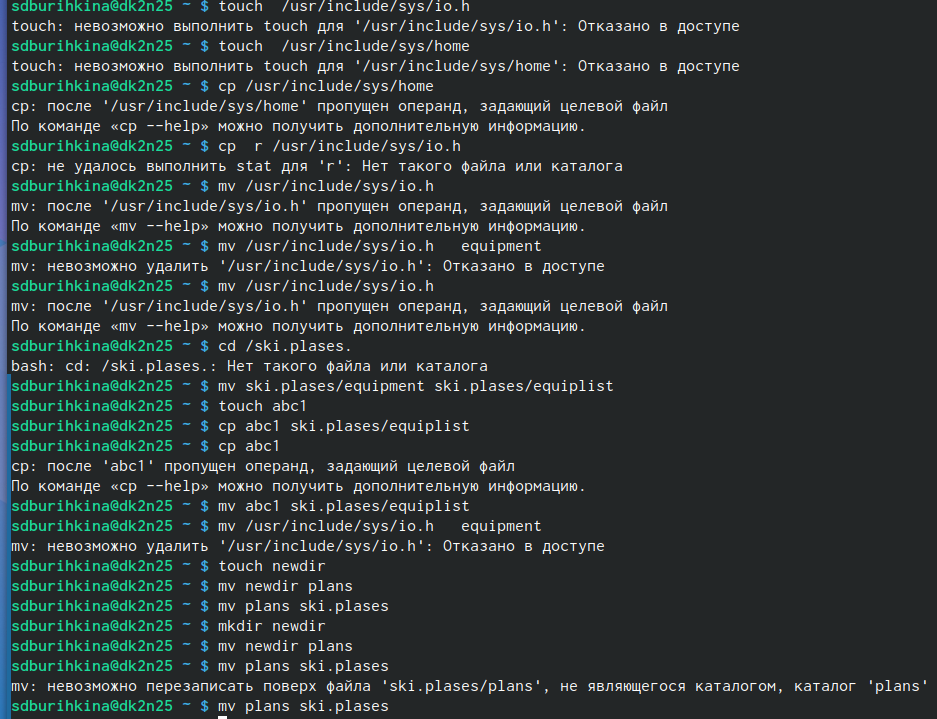 sdburihkina@dk2n25 ~ $ touch  /usr/include/sys/io.h
touch: невозможно выполнить touch для '/usr/include/sys/io.h': Отказано в доступе
sdburihkina@dk2n25 ~ $ touch  /usr/include/sys/home
touch: невозможно выполнить touch для '/usr/include/sys/home': Отказано в доступе
sdburihkina@dk2n25 ~ $ cp /usr/include/sys/home
cp: после '/usr/include/sys/home' пропущен операнд, задающий целевой файл
По команде «cp --help» можно получить дополнительную информацию.
sdburihkina@dk2n25 ~ $ cp  r /usr/include/sys/io.h
cp: не удалось выполнить stat для 'r': Нет такого файла или каталога
sdburihkina@dk2n25 ~ $ mv /usr/include/sys/io.h
mv: после '/usr/include/sys/io.h' пропущен операнд, задающий целевой файл
По команде «mv --help» можно получить дополнительную информацию.
sdburihkina@dk2n25 ~ $ mv /usr/include/sys/io.h   equipment
mv: невозможно удалить '/usr/include/sys/io.h': Отказано в доступе
sdburihkina@dk2n25 ~ $ mv /usr/include/sys/io.h
mv: после '/usr/include/sys/io.h' пропущен операнд, задающий целевой файл
По команде «mv --help» можно получить дополнительную информацию.
sdburihkina@dk2n25 ~ $ cd /ski.plases.
bash: cd: /ski.plases.: Нет такого файла или каталога
sdburihkina@dk2n25 ~ $ mv ski.plases/equipment ski.plases/equiplist
sdburihkina@dk2n25 ~ $ touch abc1
sdburihkina@dk2n25 ~ $ cp abc1 ski.plases/equiplist
sdburihkina@dk2n25 ~ $ cp abc1
cp: после 'abc1' пропущен операнд, задающий целевой файл
По команде «cp --help» можно получить дополнительную информацию.
sdburihkina@dk2n25 ~ $ mv abc1 ski.plases/equiplist
sdburihkina@dk2n25 ~ $ mv /usr/include/sys/io.h   equipment
mv: невозможно удалить '/usr/include/sys/io.h': Отказано в доступе
sdburihkina@dk2n25 ~ $ touch newdir
sdburihkina@dk2n25 ~ $ mv newdir plans
sdburihkina@dk2n25 ~ $ mv plans ski.plases
sdburihkina@dk2n25 ~ $ mkdir newdir
sdburihkina@dk2n25 ~ $ mv newdir plans
sdburihkina@dk2n25 ~ $ mv plans ski.plases
mv: невозможно перезаписать поверх файла 'ski.plases/plans', не являющегося каталогом, каталог 'plans'
sdburihkina@dk2n25 ~ $ mv plans ski.plases